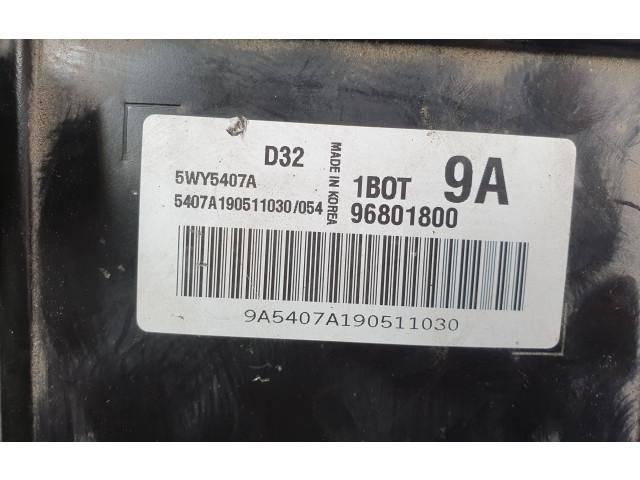 D32
MADE IN KOREA
1BOT 9A
5WY5407A
5407A190511030/054
96801800
9A5407A190511030